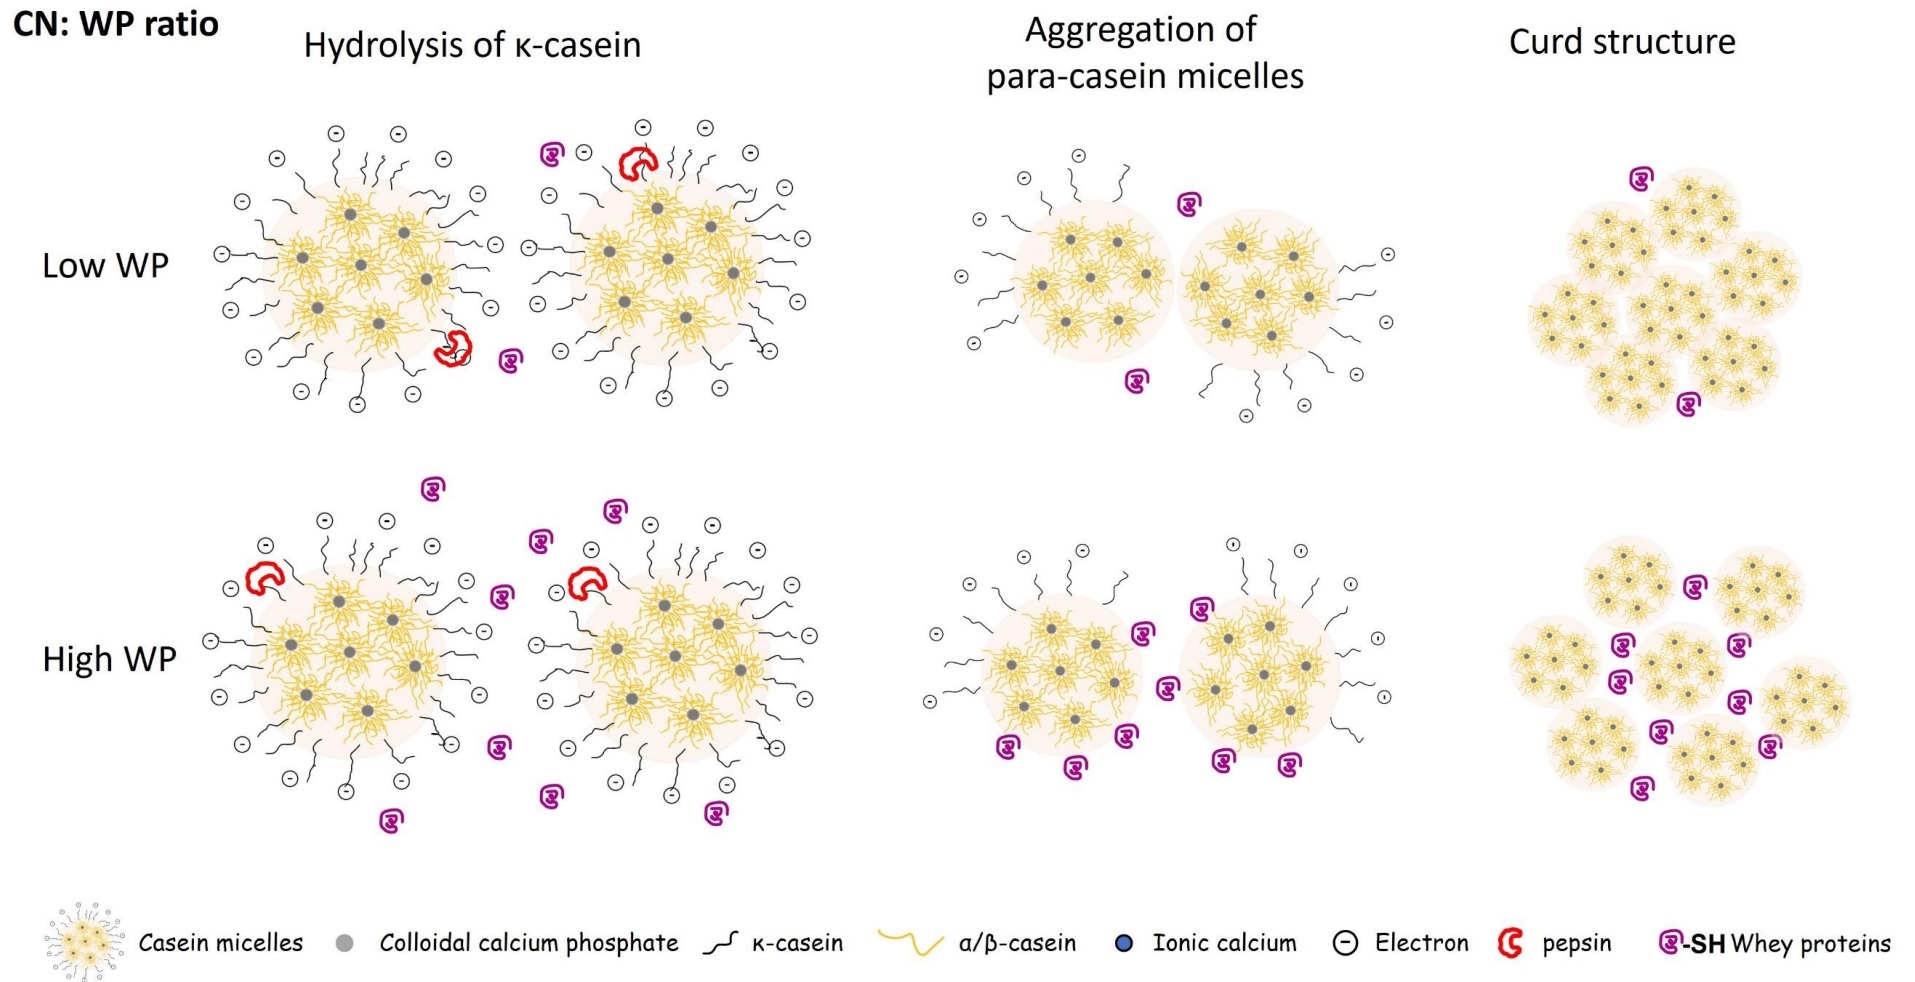 CN: WP ratio
Hydrolysis of κ-casein
Aggregation of
para-casein micelles
Curd structure
Low WP
High WP
Casein micelles
Colloidal calcium phosphate
κ-casein
α/β-casein
Ionic calcium
Electron
pepsin
-SH Whey proteins